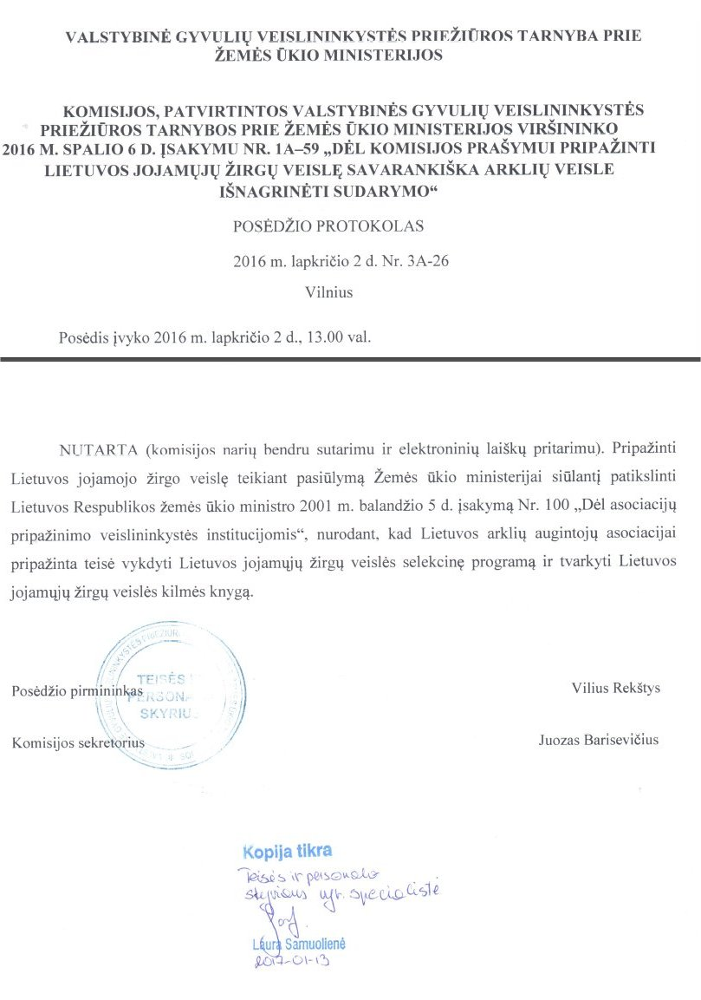 VALSTYBINĖ GYVULIŲ VEISLININKYSTĖS PRIEŽIŪROS TARNYBA PRIE
ŽEMĖS ŪKIO MINISTERIJOS
KOMISIJOS, PATVIRTINTOS VALSTYBINĖS GYVULIŲ VEISLININKYSTĖS
PRIEŽIŪROS TARNYBOS PRIE ŽEMĖS ŪKIO MINISTERIJOS VIRŠININKO
2016 M. SPALIO 6 D. ĮSAKYMU NR. 1A–59 „DĖL KOMISIJOS PRAŠYMUI PRIPAŽINTI
LIETUVOS JOJAMŲJŲ ŽIRGŲ VEISLĘ SAVARANKIŠKA ARKLIŲ VEISLE
IŠNAGRINĖTI SUDARYMO“
POSĖDŽIO PROTOKOLAS
2016 m. lapkričio 2 d. Nr. 3A-26
Vilnius
Posėdis įvyko 2016 m. lapkričio 2 d., 13.00 val.
NUTARTA (komisijos narių bendru sutarimu ir elektroninių laiškų pritarimu). Pripažinti
Lietuvos jojamojo žirgo veislę teikiant pasiūlymą Žemės ūkio ministerijai siūlantį patikslinti
Lietuvos Respublikos žemės ūkio ministro 2001 m. balandžio 5 d. įsakymą Nr. 100 „Dėl asociacijų
pripažinimo veislininkystės institucijomis“, nurodant, kad Lietuvos arklių augintojų asociacijai
pripažinta teisė vykdyti Lietuvos jojamųjų žirgų veislės selekcinę programą ir tvarkyti Lietuvos
jojamųjų žirgų veislės kilmės knygą.
TEISĖS
PERSONA
SKYRIUS
Posėdžio pirmininkas Vilius Rekštys
Komisijos sekretorius Juozas Barisevičius
Kopija tikra
Teisės ir personalo
skyriaus vyr. specialistė
Laura Samuolienė
2017-01-13